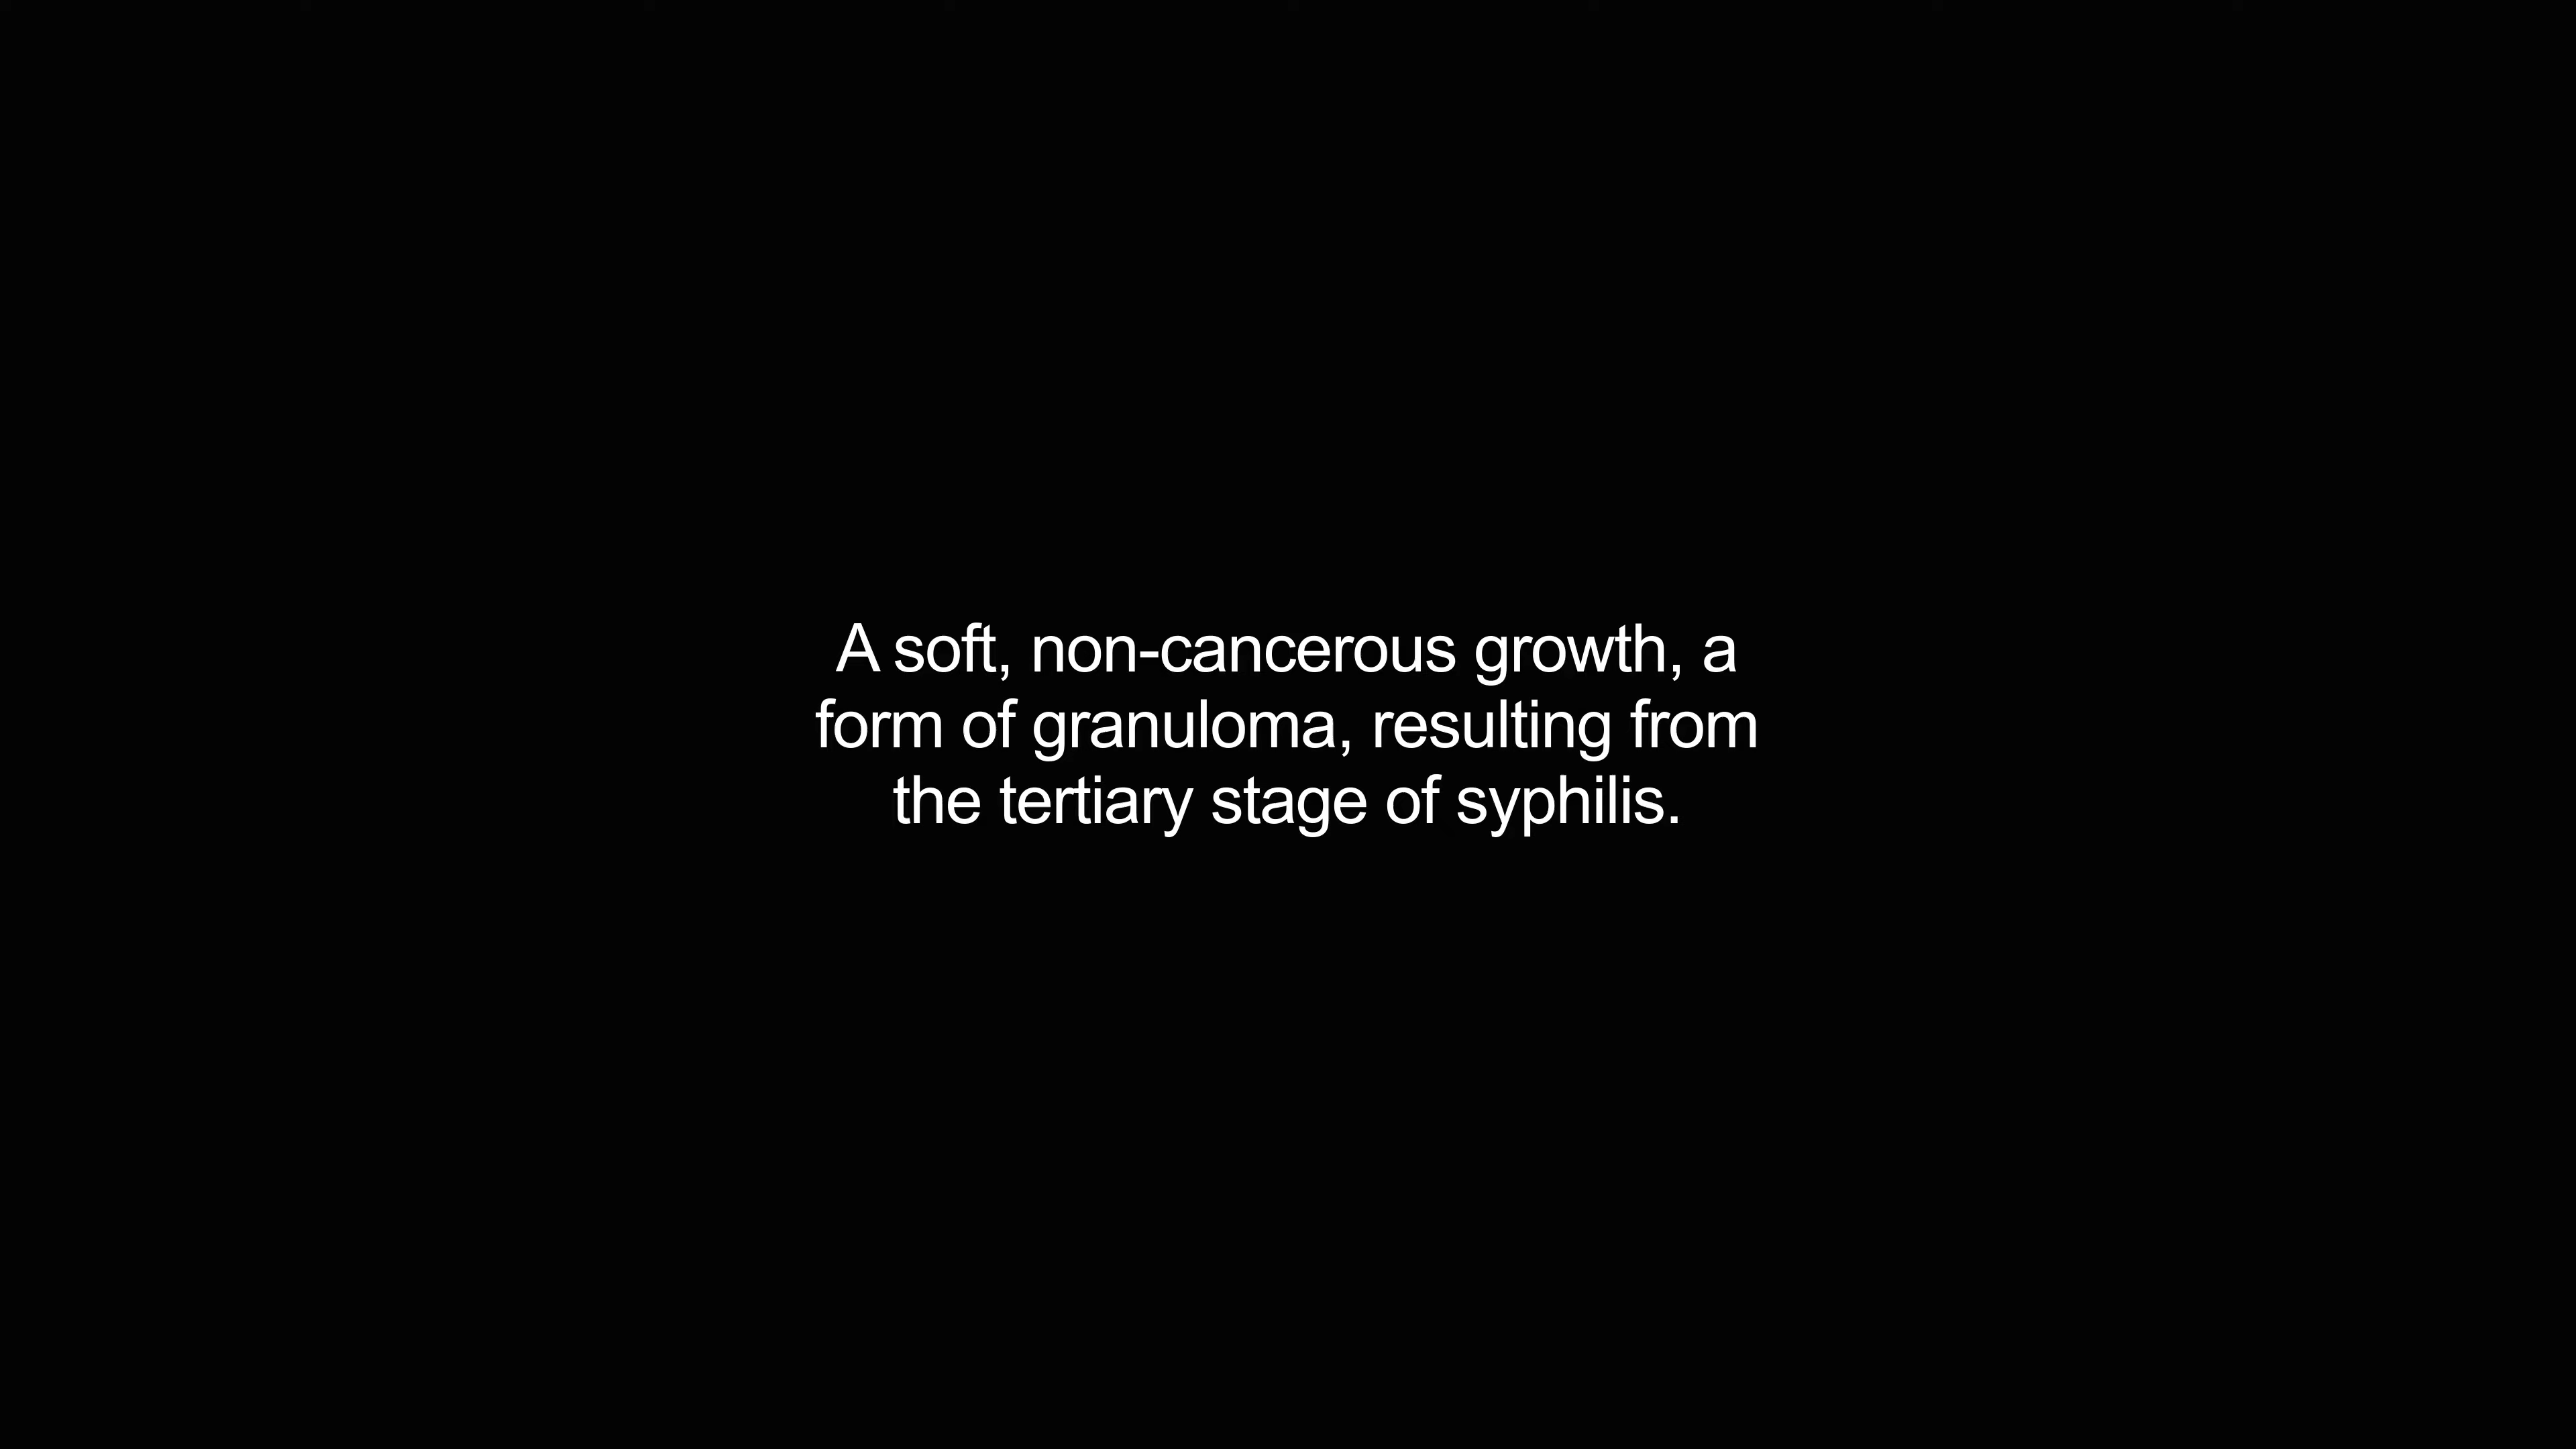 A soft, non-cancerous growth, a
form of granuloma, resulting from
the tertiary stage of syphilis.